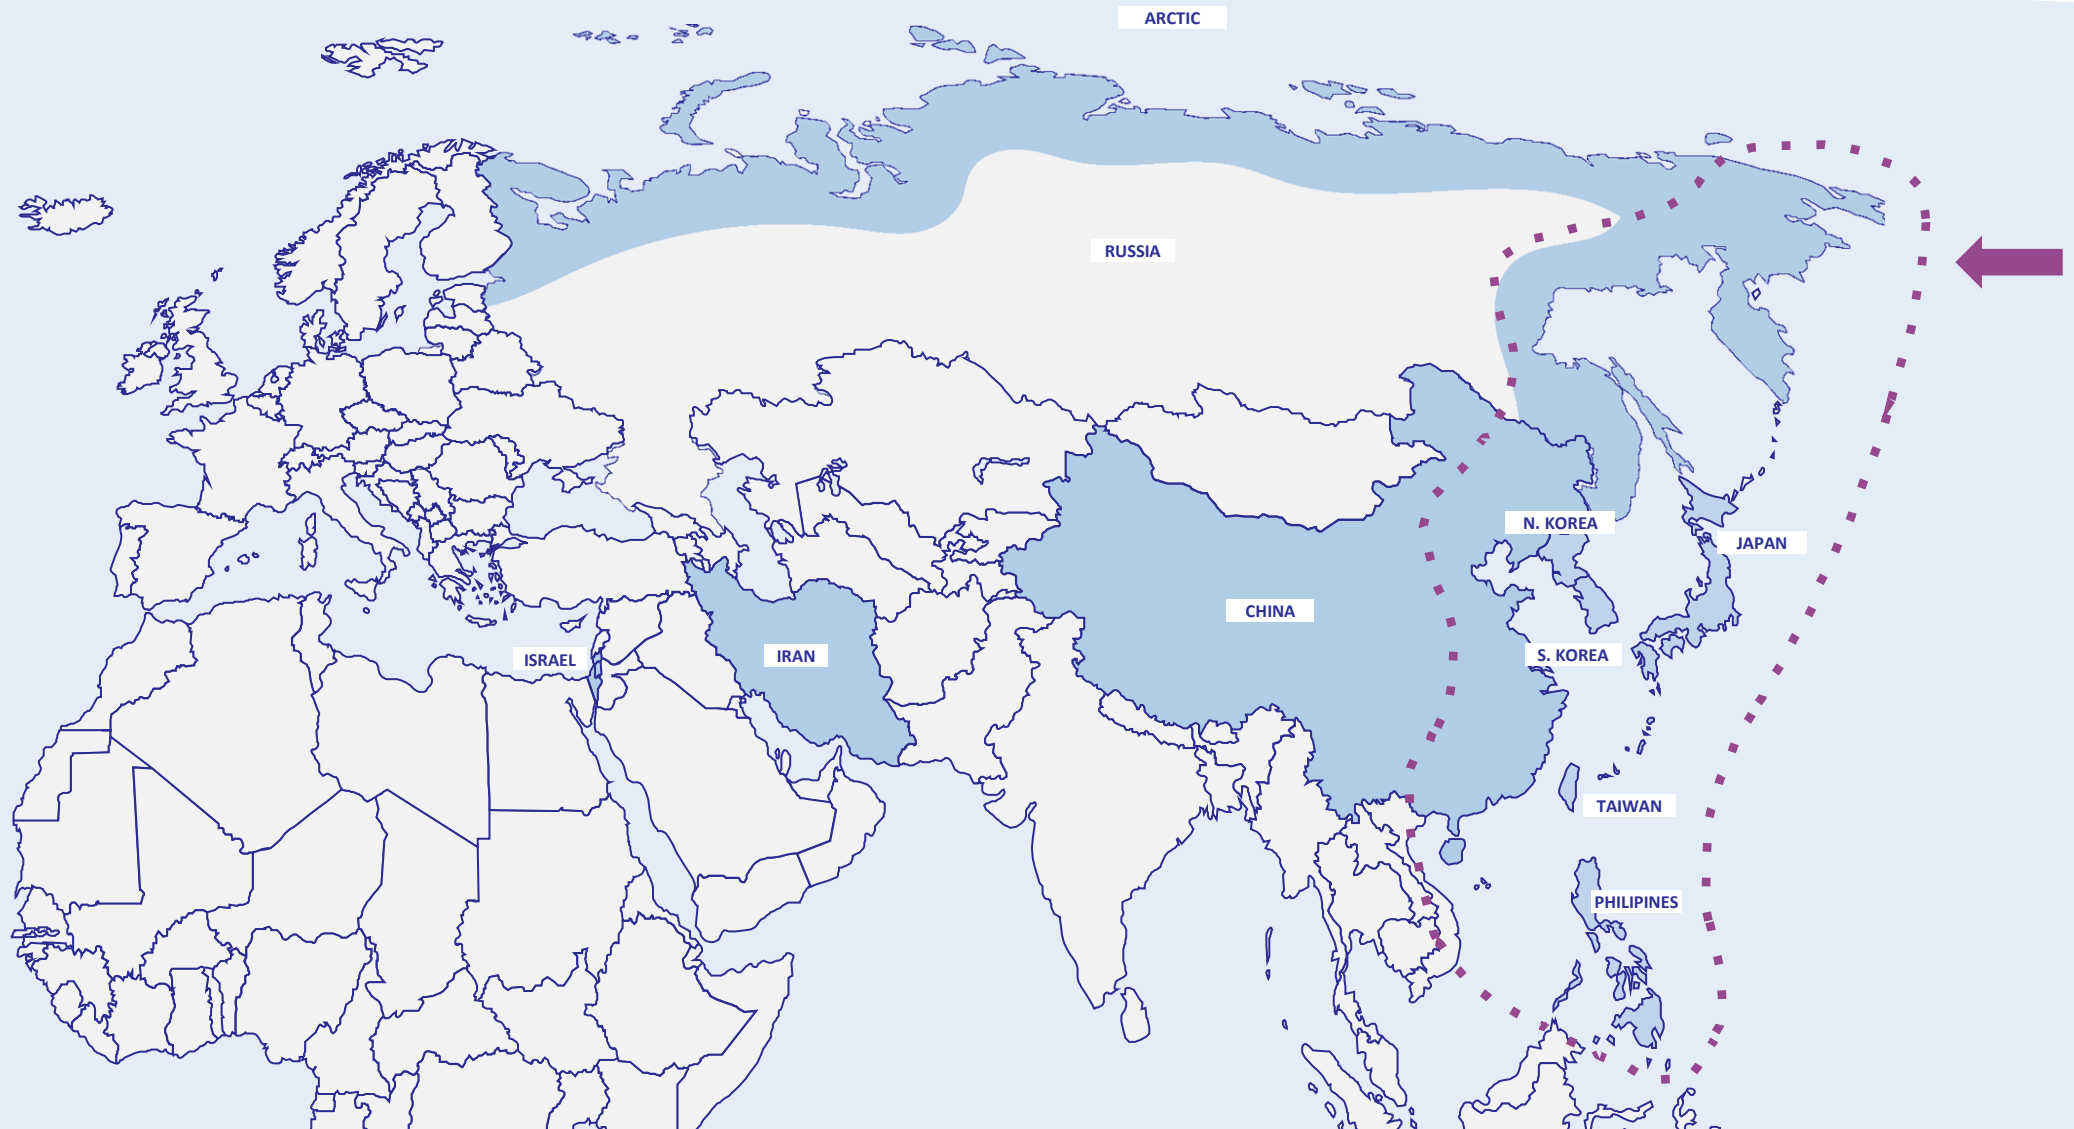 ARCTIC
RUSSIA
N. KOREA
JAPAN
CHINA
ISRAEL
IRAN
S. KOREA
TAIWAN
PHILIPINES